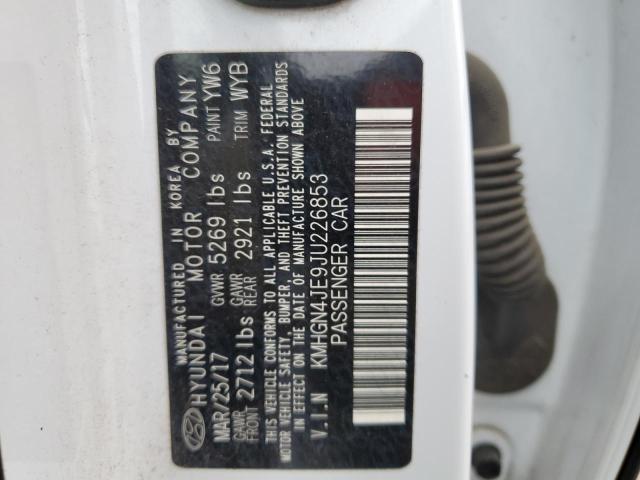 MANUFACTURED IN KOREA BY
HYUNDAI MOTOR COMPANY
MAR/25/17 GVWR 5269 lbs PAINT YW6
GAWR FRONT 2712 lbs GAWR REAR 2921 lbs TRIM WYB
THIS VEHICLE CONFORMS TO ALL APPLICABLE U.S.A. FEDERAL
MOTOR VEHICLE SAFETY, BUMPER, AND THEFT PREVENTION STANDARDS
IN EFFECT ON THE DATE OF MANUFACTURE SHOWN ABOVE
V.I.N KMHGN4JE9JU226853
PASSENGER CAR